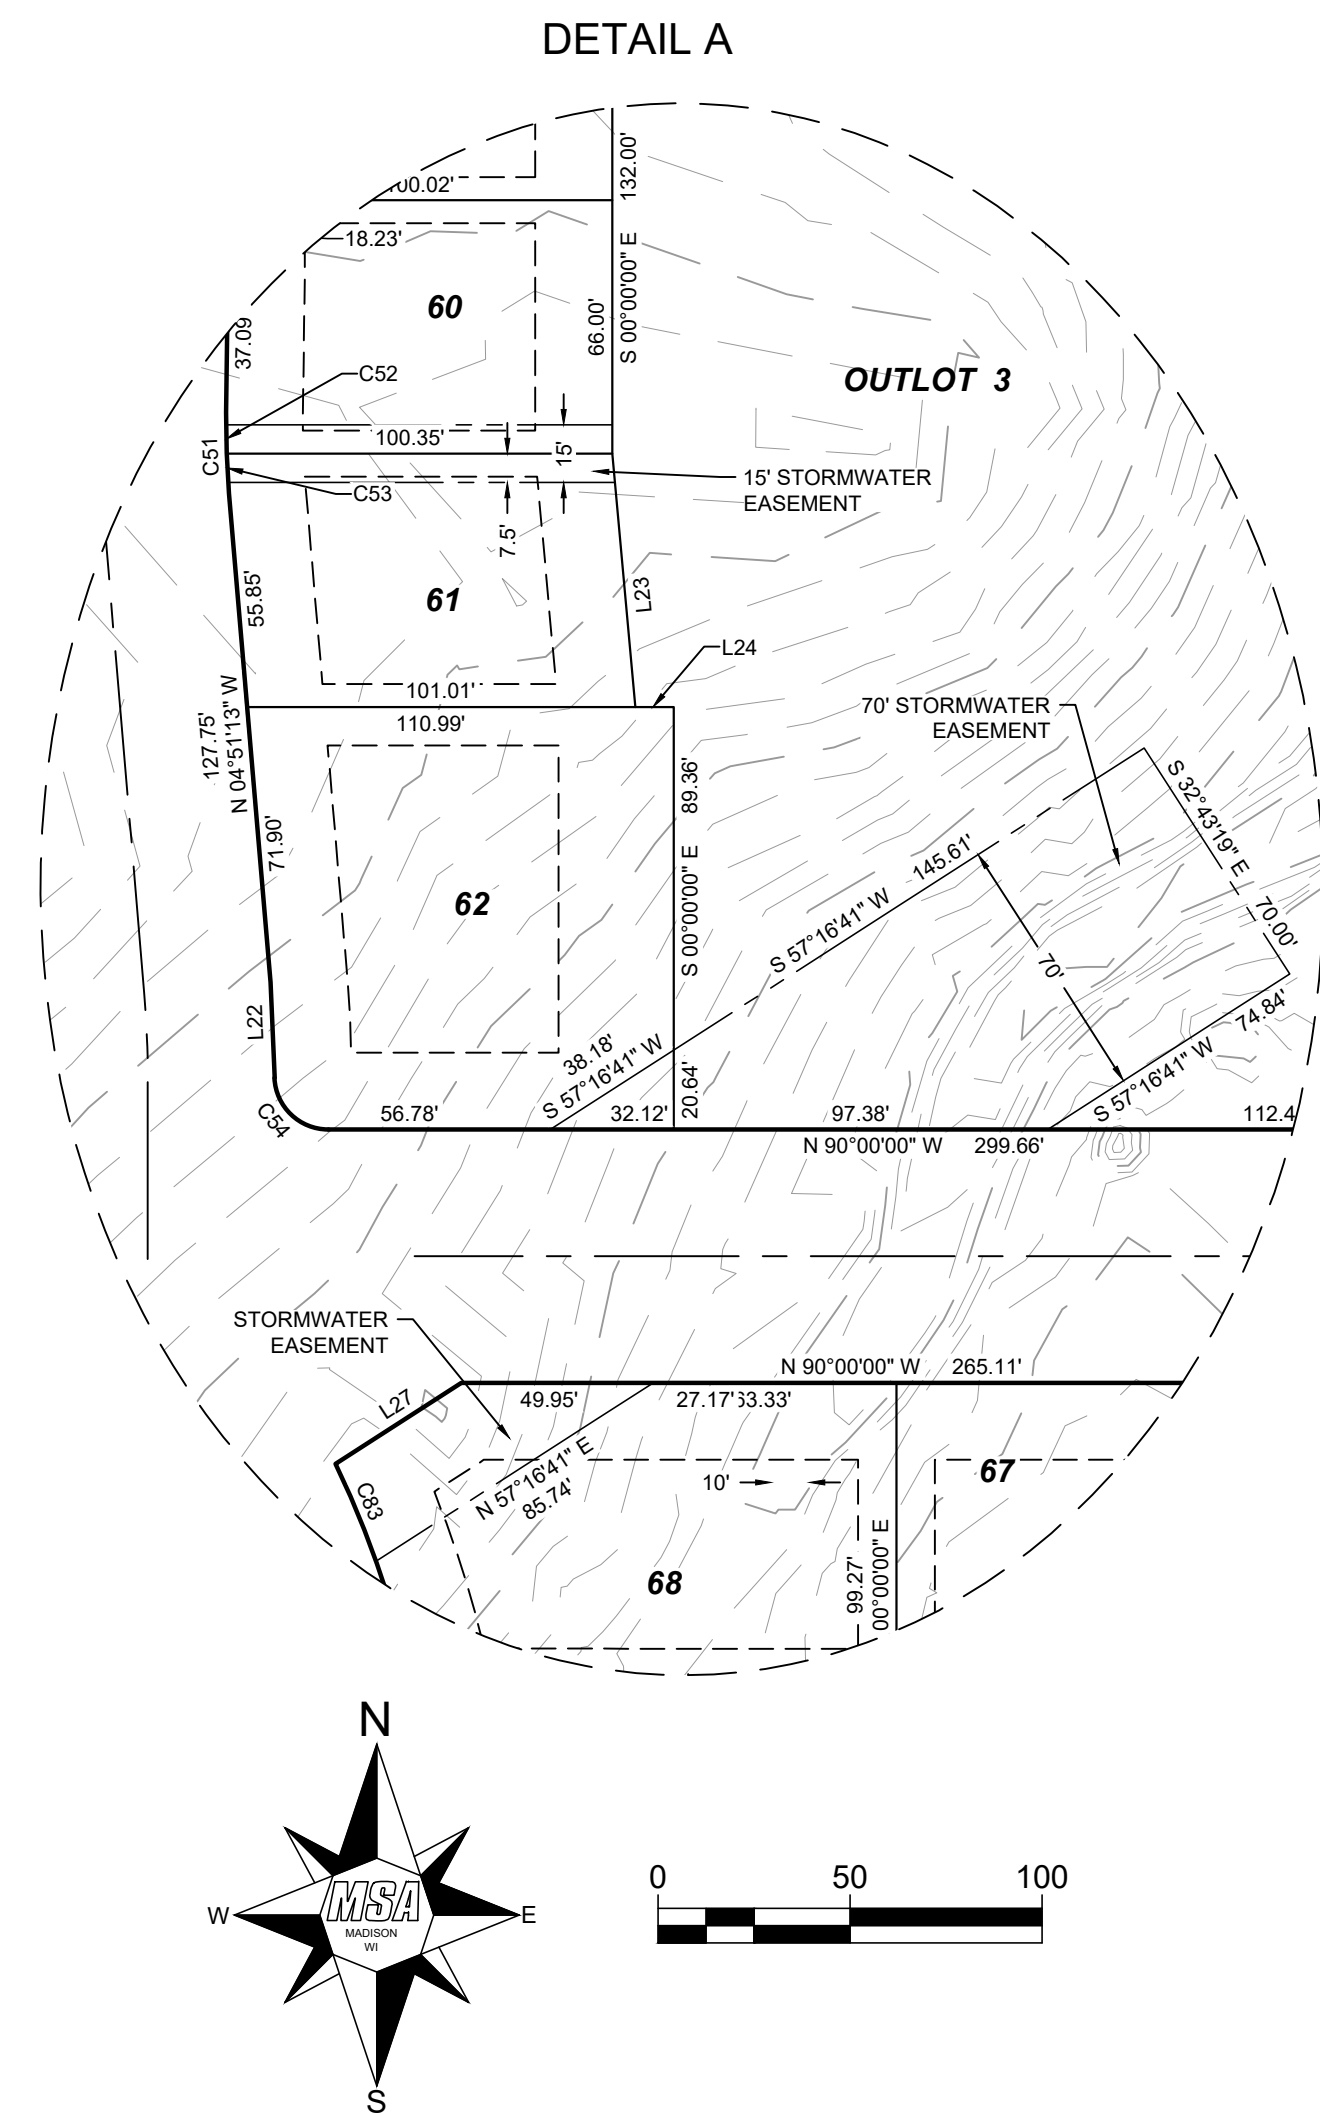 DETAIL A
132.00'
100.02'
18.23'
S 00°00'00" E
60
66.00'
37.09
C52
OUTLOT 3
C51
100.35'
15'
15' STORMWATER
EASEMENT
C53
7.5'
55.85'
61
L23
L24
101.01'
110.99'
70' STORMWATER
EASEMENT
127.75'
N 04°51'13" W
89.36'
S 32°43'19" E
71.90'
145.61'
62
S 00°00'00" E
S 57°16'41" W
70.00'
70'
L22
74.84'
38.18'
S 57°16'41" W
S 57°16'41" W
20.64'
C54
56.78'
32.12'
97.38'
112.4
N 90°00'00" W
299.66'
STORMWATER
EASEMENT
N 90°00'00" W
265.11'
L27
49.95'
27.17'
63.33'
N 57°16'41" E
85.74'
67
10'
C83
68
99.27'
00°00'00" E
N
W
E
MSA
MADISON
WI
S
0
50
100